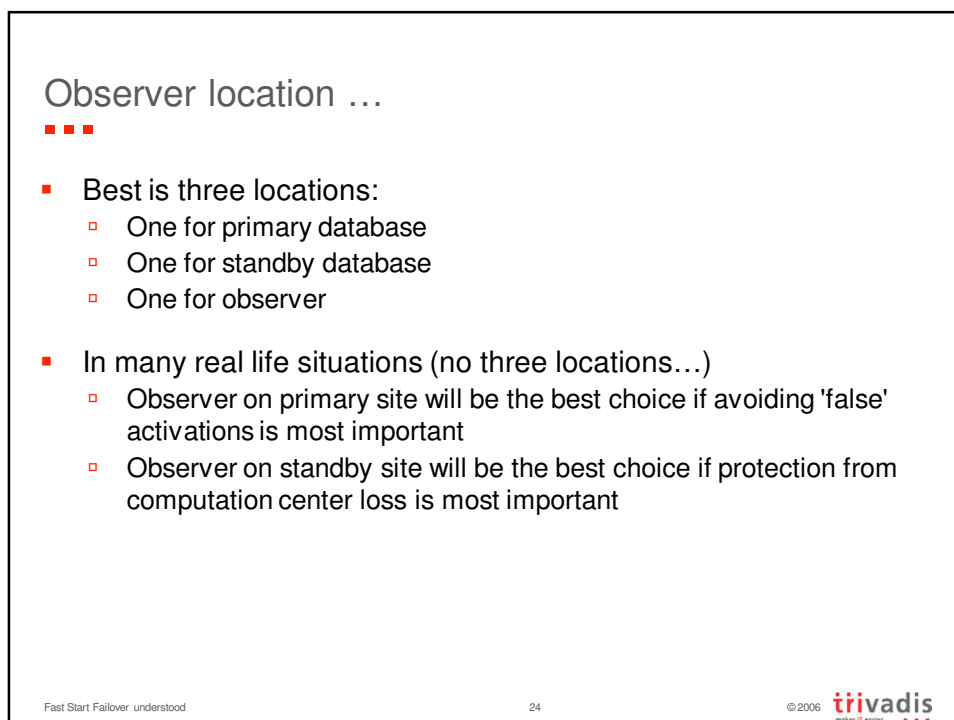 Observer location …
Best is three locations:
One for primary database
One for standby database
One for observer
In many real life situations (no three locations…)
Observer on primary site will be the best choice if avoiding 'false'
activations is most important
Observer on standby site will be the best choice if protection from
computation center loss is most important
Fast Start Failover understood
24
© 2006
trivadis